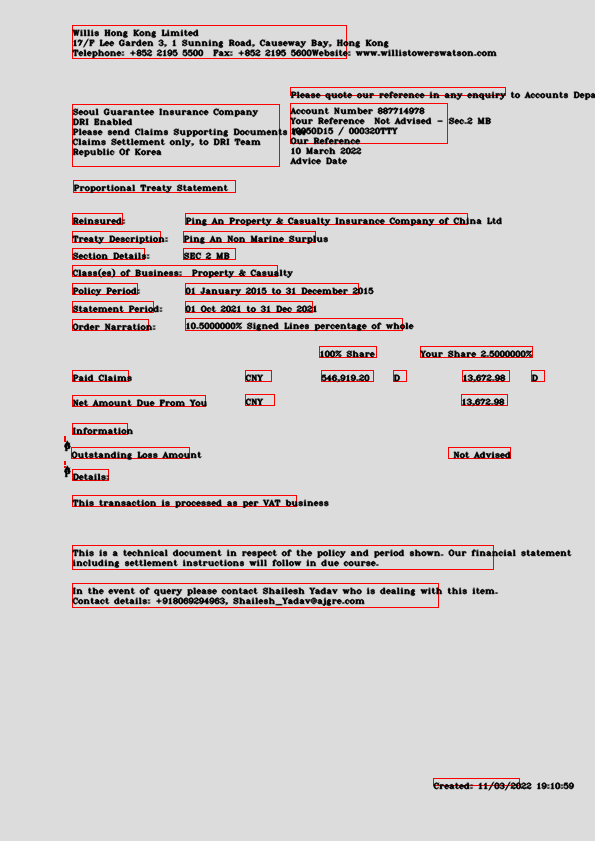 Willis Hong Kong Limited
17/F Lee Garden 3, 1 Sunning Road, Causeway Bay, Hong Kong
Telephone: +852 2195 5500 Fax: +852 2195 5600Website: www.willistowerswatson.com
Please quote our reference in any enquiry to Accounts Depa
Seoul Guarantee Insurance Company
DRI Enabled
Please send Claims Supporting Documents
Claims Settlement only, to DRI Team
Republic Of Korea
Account Number 887714978
Your Reference Not Advised - Sec.2 MB
/ 000320TTY
Our Reference
10 March 2022
Advice Date
Proportional Treaty Statement
Reinsured: Ping An Property & Casualty Insurance Company of China Ltd
Treaty Description: Ping An Non Marine Surplus
Section Details: SEC 2 MB
Class(es) of Business: Property & Casualty
Policy Period: 01 January 2015 to 31 December 2015
Statement Period: 01 Oct 2021 to 31 Dec 2021
Order Narration: 10.5000000% Signed Lines percentage of whole
100% Share Your Share 2.5000000%
Paid Claims CNY 546,919.20 D 13,672.98 D
Net Amount Due From You CNY 13,672.98
Information
Outstanding Loss Amount Not Advised
Details:
This transaction is processed as per VAT business
This is a technical document in respect of the policy and period shown. Our financial statement
including settlement instructions will follow in due course.
In the event of query please contact Shailesh Yadav who is dealing with this item.
Contact details: +918069294963, Shailesh_Yadav@ajgre.com
Created: 11/03/2022 19:10:59